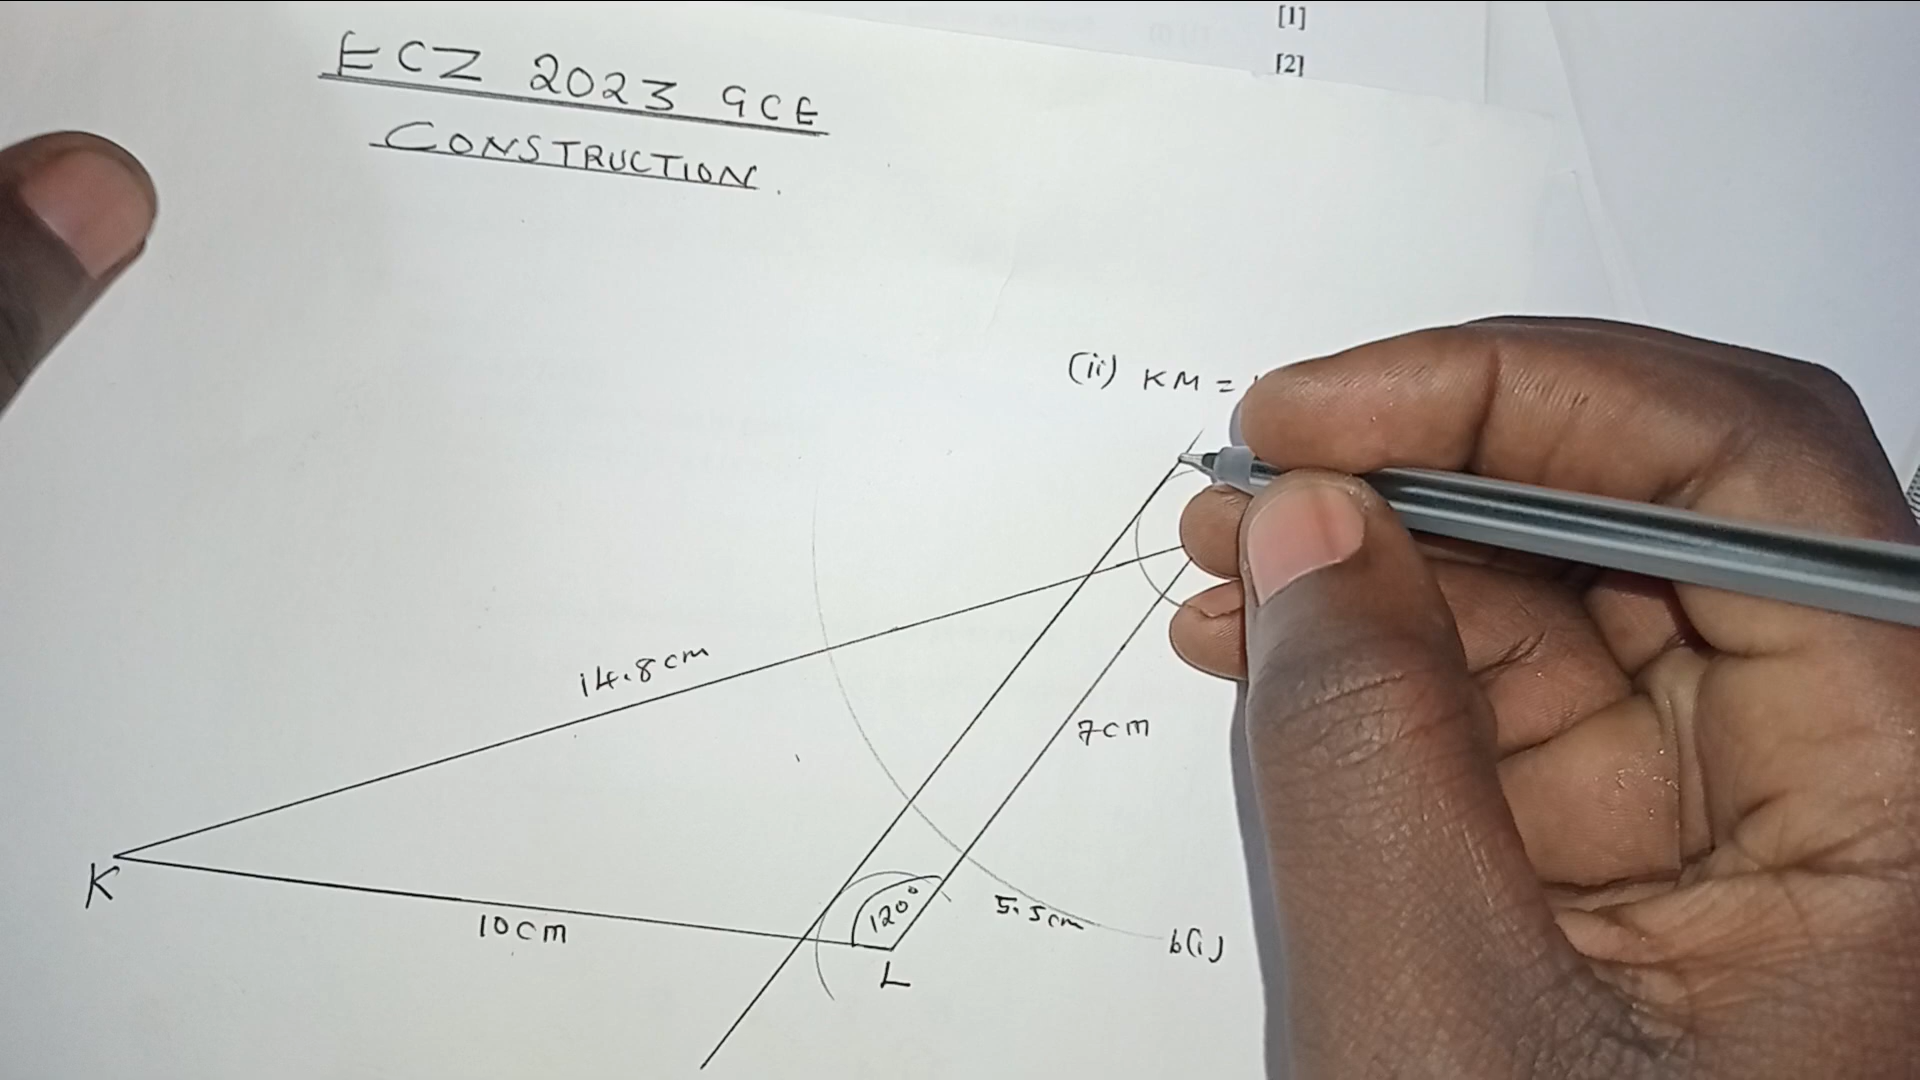 [1]
[2]
ECZ 2023 GCE
CONSTRUCTION.
(ii) KM =
14.8cm
7cm
K
10cm
120°
5.5cm
b(i)
L